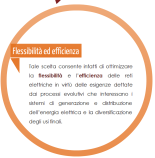 Flessibilità ed efficienza
Tale scelta consente infatti di ottimizzare
la flessibilità e l'efficienza delle reti
elettriche in virtù delle esigenze dettate
dai processi evolutivi che interessano i
sistemi di generazione e distribuzione
dell'energia elettrica e la diversificazione
degli usi finali.